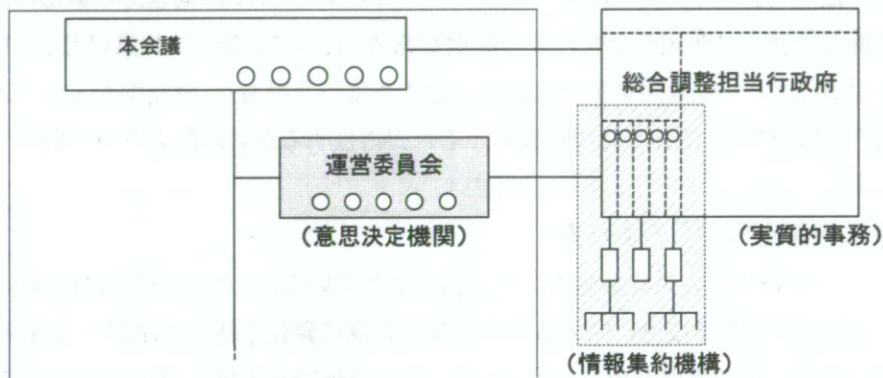 本会議
総合調整担当行政府
運営委員会
(意思決定機関)
(実質的事務)
(情報集約機構)